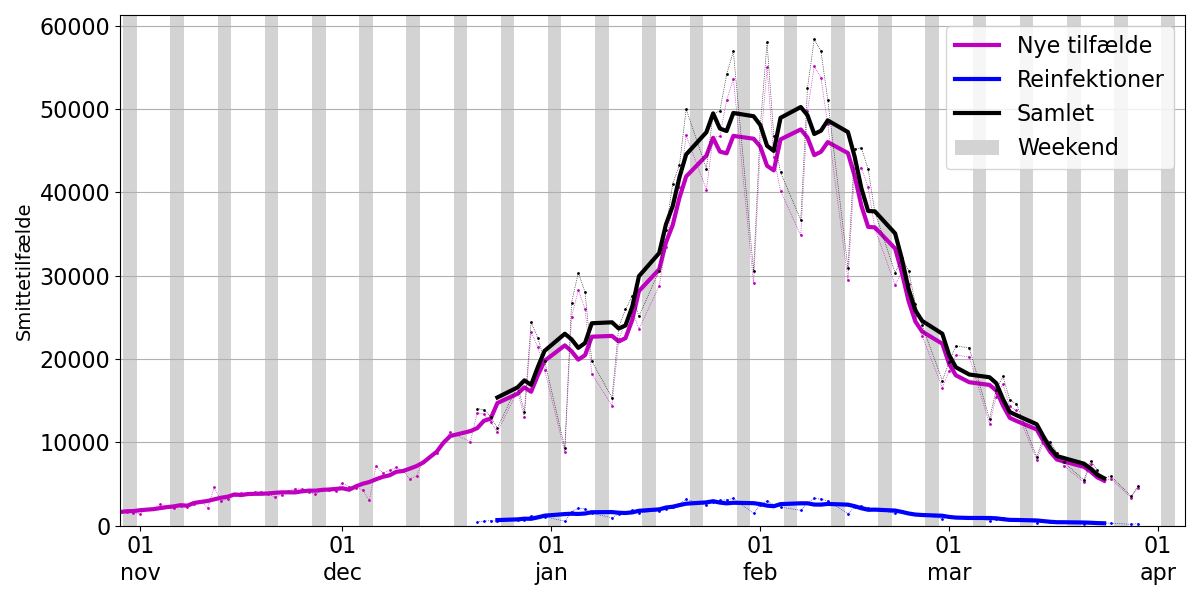 60000
50000
40000
30000
20000
10000
0
Smittetilfælde
Nye tilfælde
Reinfektioner
Samlet
Weekend
01 01 01 01 01 01
nov dec jan feb mar apr